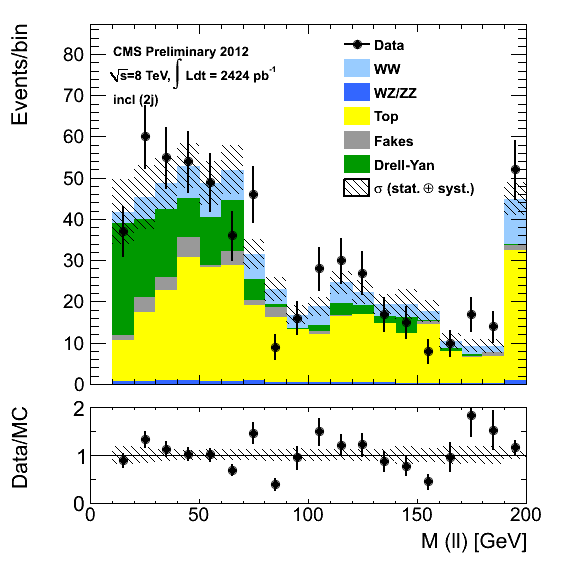 Events/bin
80
70
60
50
40
30
20
10
0
CMS Preliminary 2012
√s=8 TeV, ∫ Ldt = 2424 pb⁻¹
incl (2j)
Data
WW
WZ/ZZ
Top
Fakes
Drell-Yan
σ (stat. ⊕ syst.)
Data/MC
2
1
0
0 50 100 150 200
M (ll) [GeV]